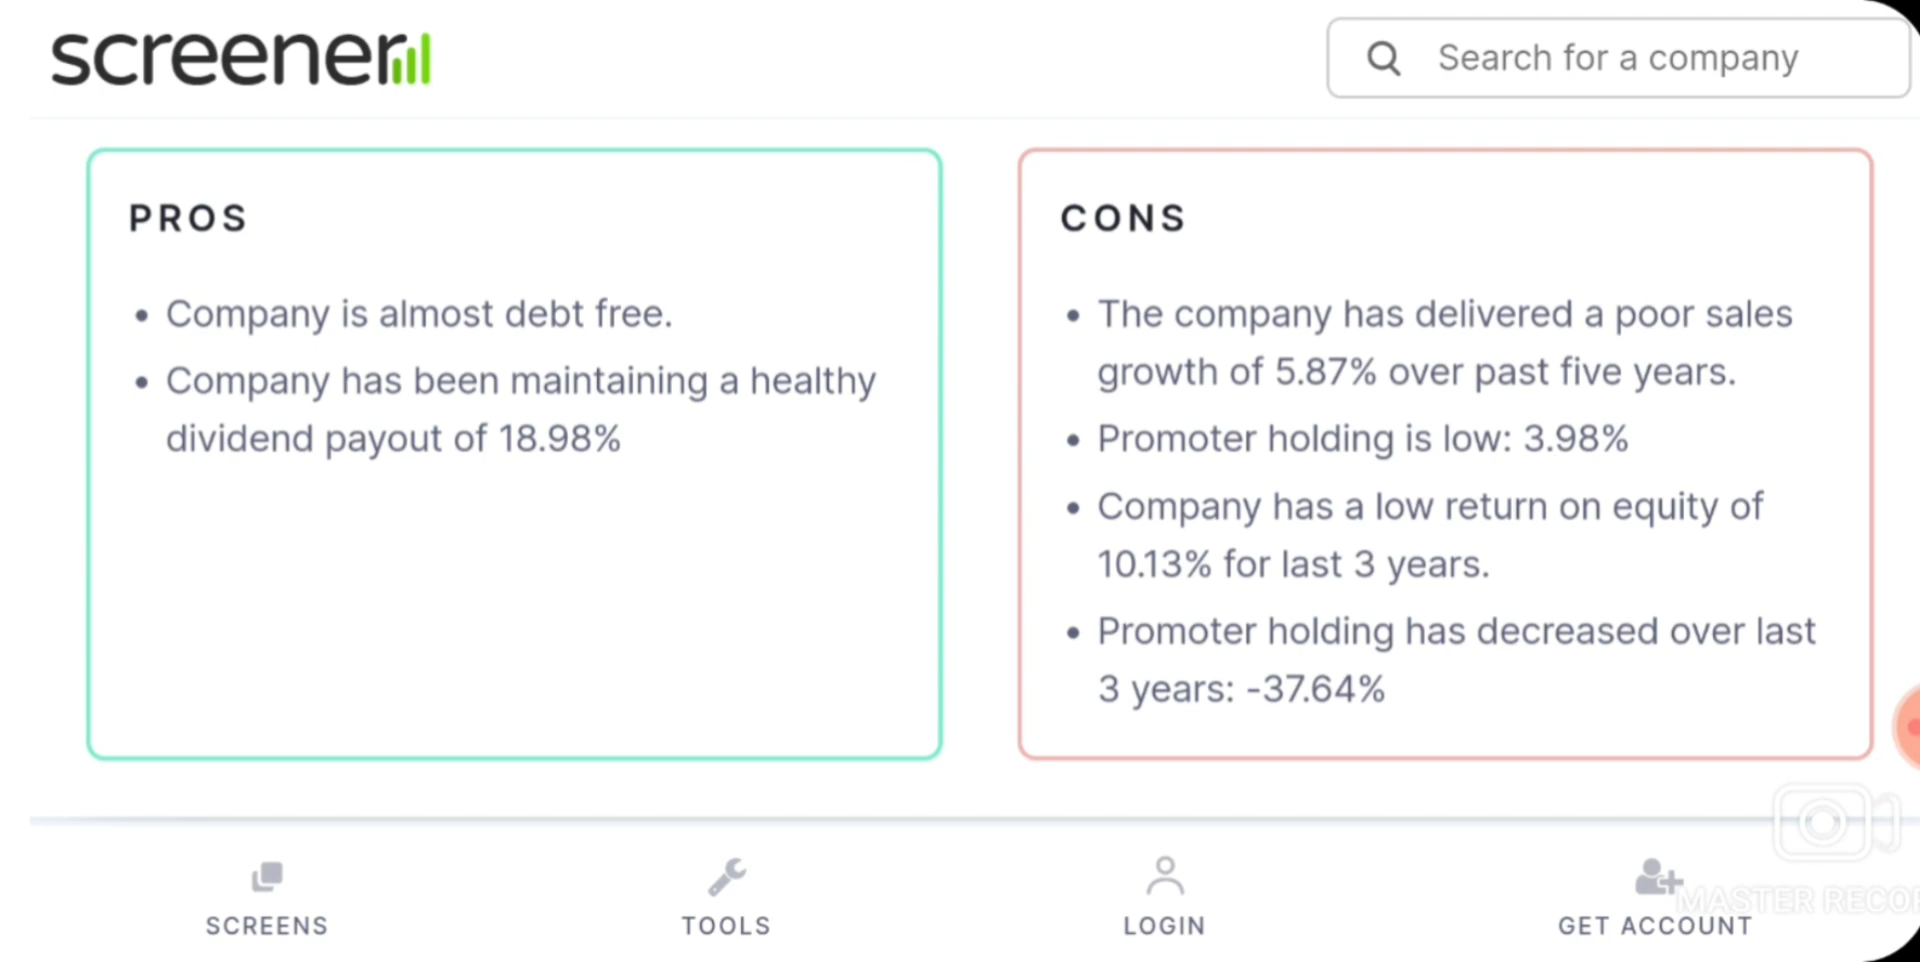 screener
Search for a company
PROS
• Company is almost debt free.
• Company has been maintaining a healthy
dividend payout of 18.98%
CONS
• The company has delivered a poor sales
growth of 5.87% over past five years.
• Promoter holding is low: 3.98%
• Company has a low return on equity of
10.13% for last 3 years.
• Promoter holding has decreased over last
3 years: -37.64%
SCREENS
TOOLS
LOGIN
GET ACCOUNT
MASTER RECOR